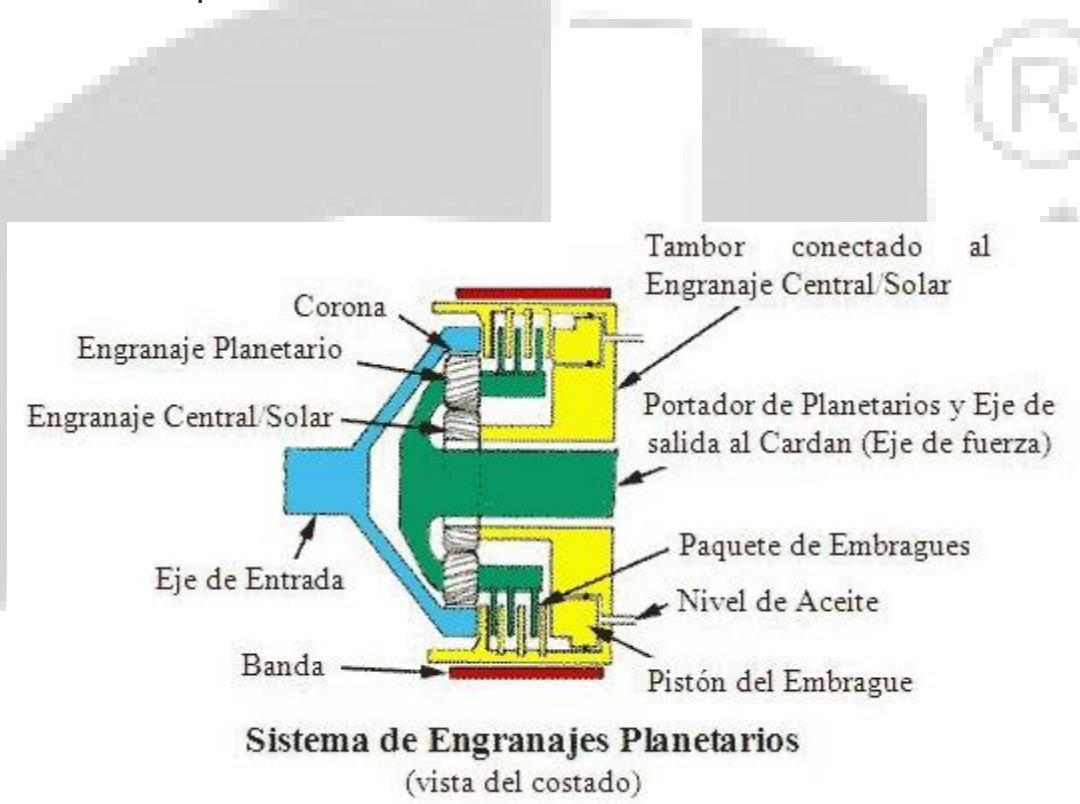 ®
Tambor conectado al
Engranaje Central/Solar
Corona
Engranaje Planetario
Engranaje Central/Solar
Portador de Planetarios y Eje de
salida al Cardan (Eje de fuerza)
Paquete de Embragues
Eje de Entrada
Nivel de Aceite
Banda
Pistón del Embrague
Sistema de Engranajes Planetarios
(vista del costado)